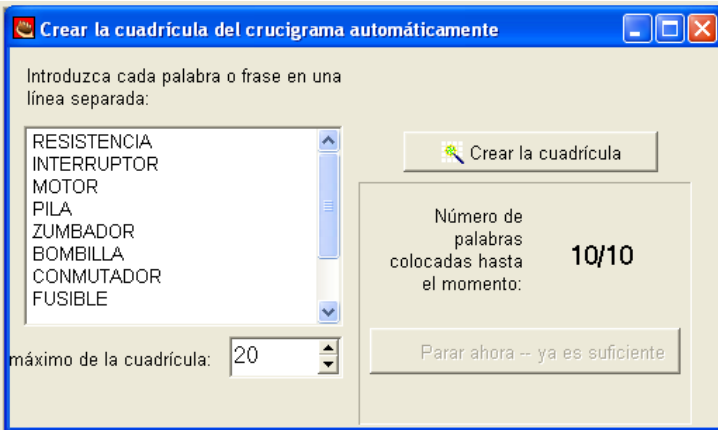 Crear la cuadrícula del crucigrama automáticamente
Introduzca cada palabra o frase en una
línea separada:
RESISTENCIA
INTERRUPTOR
MOTOR
PILA
ZUMBADOR
BOMBILLA
CONMUTADOR
FUSIBLE
máximo de la cuadrícula:
20
Crear la cuadrícula
Número de
palabras
colocadas hasta
el momento:
10/10
Parar ahora -- ya es suficiente